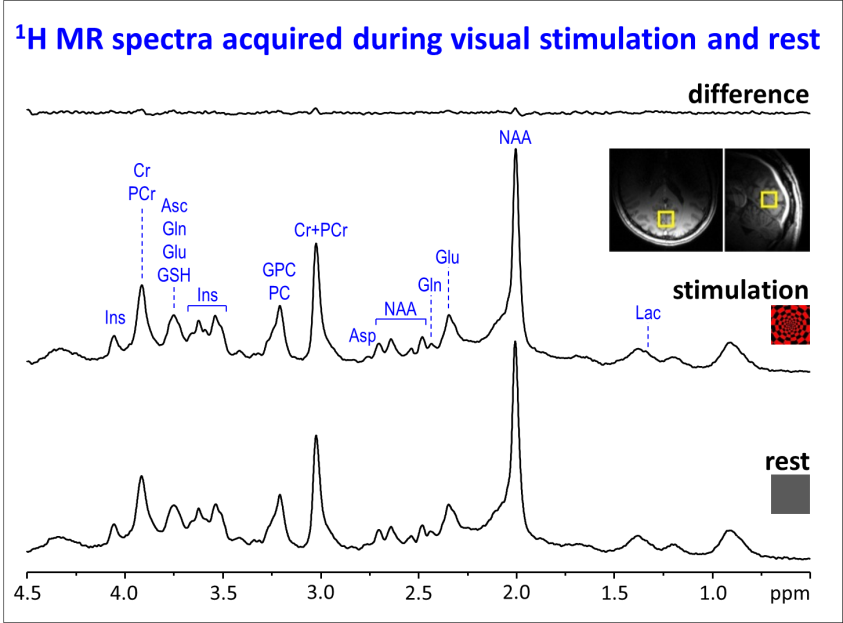 ¹H MR spectra acquired during visual stimulation and rest
difference
NAA
Cr
PCr
Asc
Gln
Glu
GSH
Ins
Ins
GPC
PC
Cr+PCr
Asp
NAA
Gln
Glu
stimulation
Lac
rest
4.5 4.0 3.5 3.0 2.5 2.0 1.5 1.0 ppm